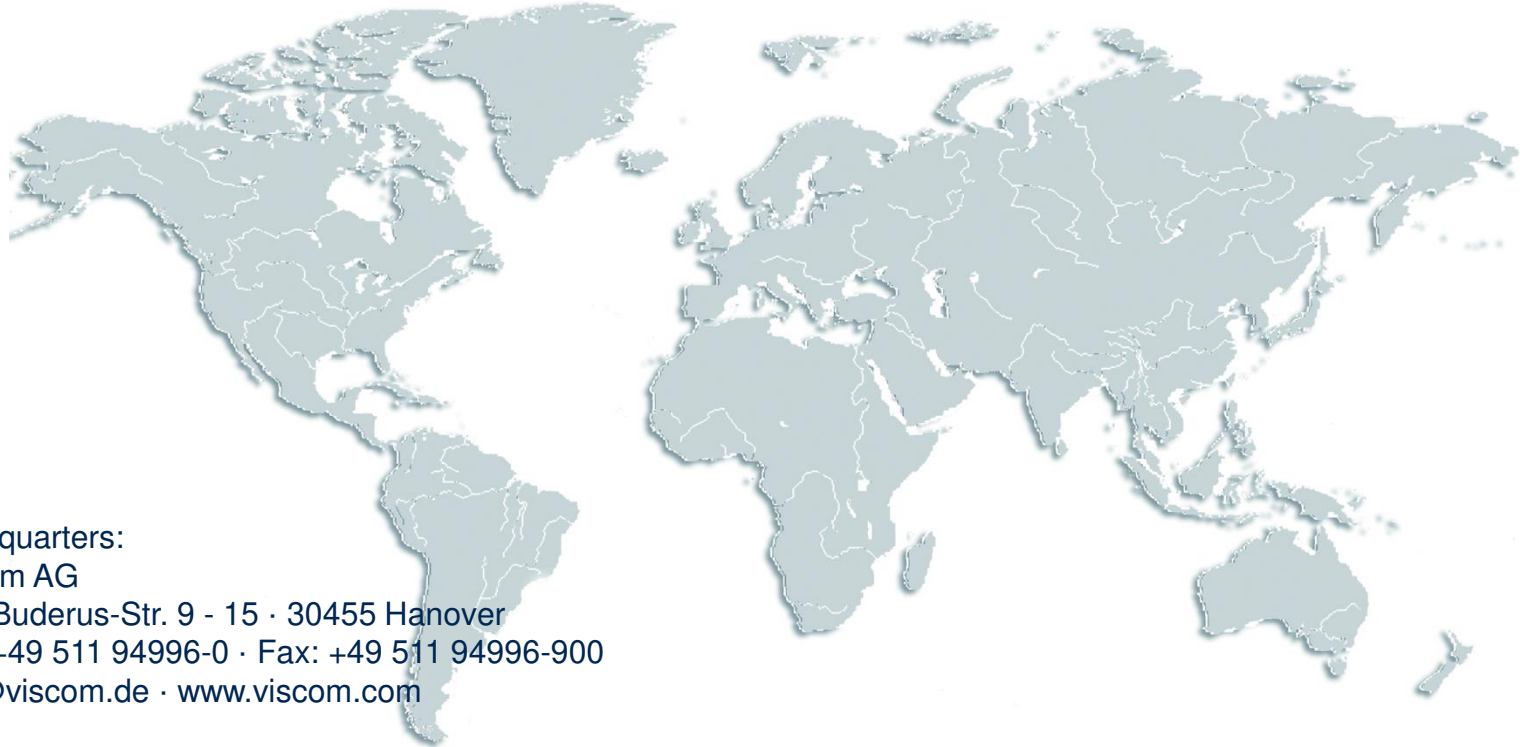 quarters:
m AG
Buderus-Str. 9 - 15 · 30455 Hanover
+49 511 94996-0 · Fax: +49 511 94996-900
@viscom.de · www.viscom.com